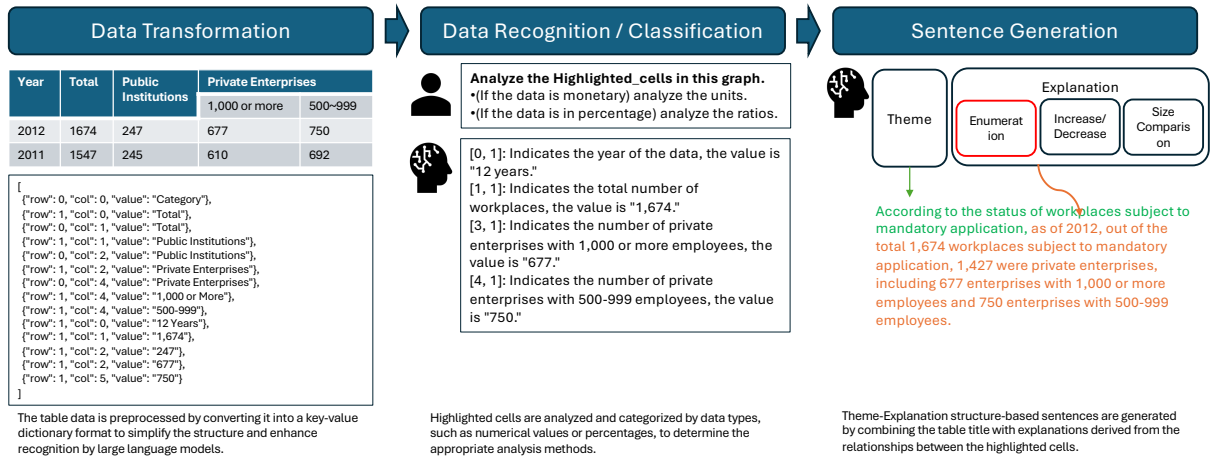 Data Transformation
Data Recognition / Classification
Sentence Generation
Year
Total
Public
Institutions
Private Enterprises
1,000 or more
500~999
2012
1674
247
677
750
2011
1547
245
610
692
[
{"row": 0, "col": 0, "value": "Category"},
{"row": 1, "col": 0, "value": "Total"},
{"row": 0, "col": 1, "value": "Total"},
{"row": 1, "col": 1, "value": "Public Institutions"},
{"row": 0, "col": 2, "value": "Public Institutions"},
{"row": 1, "col": 2, "value": "Private Enterprises"},
{"row": 0, "col": 4, "value": "Private Enterprises"},
{"row": 1, "col": 4, "value": "1,000 or More"},
{"row": 1, "col": 4, "value": "500-999"},
{"row": 1, "col": 0, "value": "12 Years"},
{"row": 1, "col": 1, "value": "1,674"},
{"row": 1, "col": 2, "value": "247"},
{"row": 1, "col": 2, "value": "677"},
{"row": 1, "col": 5, "value": "750"}
]
The table data is preprocessed by converting it into a key-value
dictionary format to simplify the structure and enhance
recognition by large language models.
Analyze the Highlighted_cells in this graph.
•(If the data is monetary) analyze the units.
•(If the data is in percentage) analyze the ratios.
[0, 1]: Indicates the year of the data, the value is
"12 years."
[1, 1]: Indicates the total number of
workplaces, the value is "1,674."
[3, 1]: Indicates the number of private
enterprises with 1,000 or more employees, the
value is "677."
[4, 1]: Indicates the number of private
enterprises with 500-999 employees, the value
is "750."
Highlighted cells are analyzed and categorized by data types,
such as numerical values or percentages, to determine the
appropriate analysis methods.
Theme
Explanation
Enumerat
ion
Increase/
Decrease
Size
Comparis
on
According to the status of workplaces subject to
mandatory application, as of 2012, out of the
total 1,674 workplaces subject to mandatory
application, 1,427 were private enterprises,
including 677 enterprises with 1,000 or more
employees and 750 enterprises with 500-999
employees.
Theme-Explanation structure-based sentences are generated
by combining the table title with explanations derived from the
relationships between the highlighted cells.